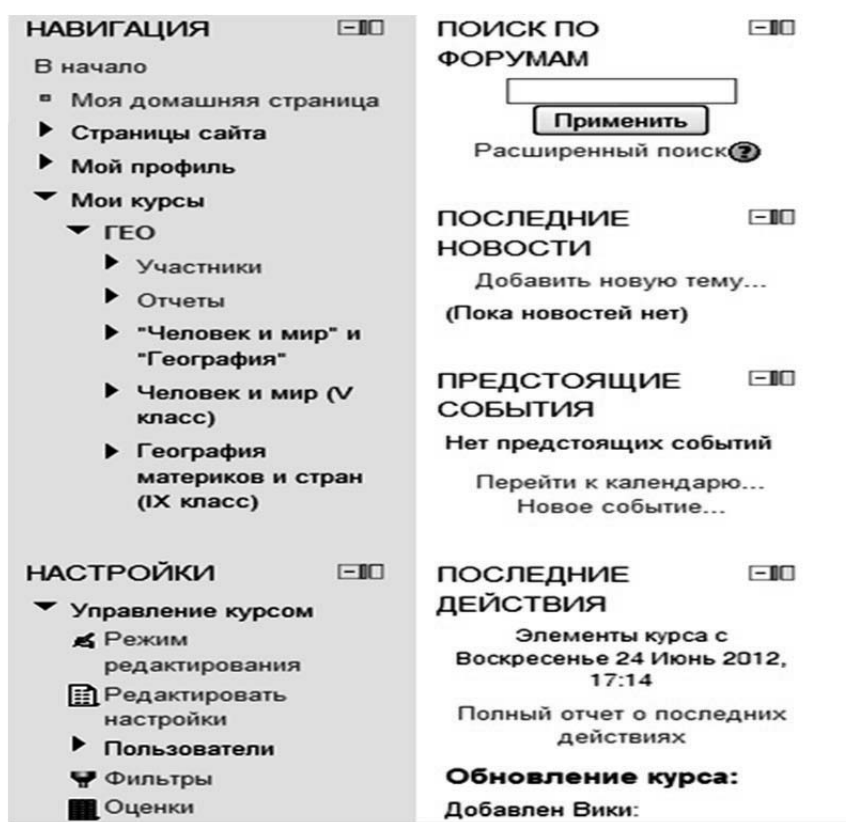 НАВИГАЦИЯ
В начало
Моя домашняя страница
Страницы сайта
Мой профиль
Мои курсы
ГЕО
Участники
Отчеты
"Человек и мир" и
"География"
Человек и мир (V
класс)
География
материков и стран
(IX класс)
НАСТРОЙКИ
Управление курсом
Режим
редактирования
Редактировать
настройки
Пользователи
Фильтры
Оценки
ПОИСК ПО
ФОРУМАМ
Применить
Расширенный поиск?
ПОСЛЕДНИЕ
НОВОСТИ
Добавить новую тему...
(Пока новостей нет)
ПРЕДСТОЯЩИЕ
СОБЫТИЯ
Нет предстоящих событий
Перейти к календарю...
Новое событие...
ПОСЛЕДНИЕ
ДЕЙСТВИЯ
Элементы курса с
Воскресенье 24 Июнь 2012,
17:14
Полный отчет о последних
действиях
Обновление курса:
Добавлен Вики: